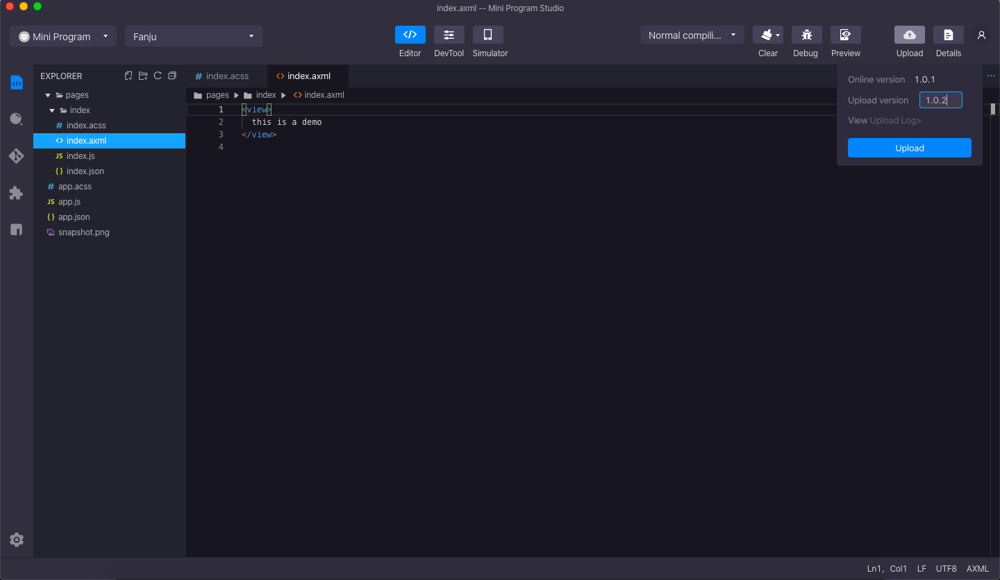 index.axml -- Mini Program Studio
Mini Program
Fanju
Editor
DevTool
Simulator
Normal compili...
Clear
Debug
Preview
Upload
Details
EXPLORER
pages
index
# index.acss
<> index.axml
JS index.js
{ } index.json
# app.acss
JS app.js
{ } app.json
snapshot.png
# index.acss
<> index.axml
pages ▶ index ▶ <> index.axml
1 <view>
2 this is a demo
3 </view>
4
Online version 1.0.1
Upload version 1.0.2
View Upload Log>
Upload
Ln1, Col1 LF UTF8 AXML